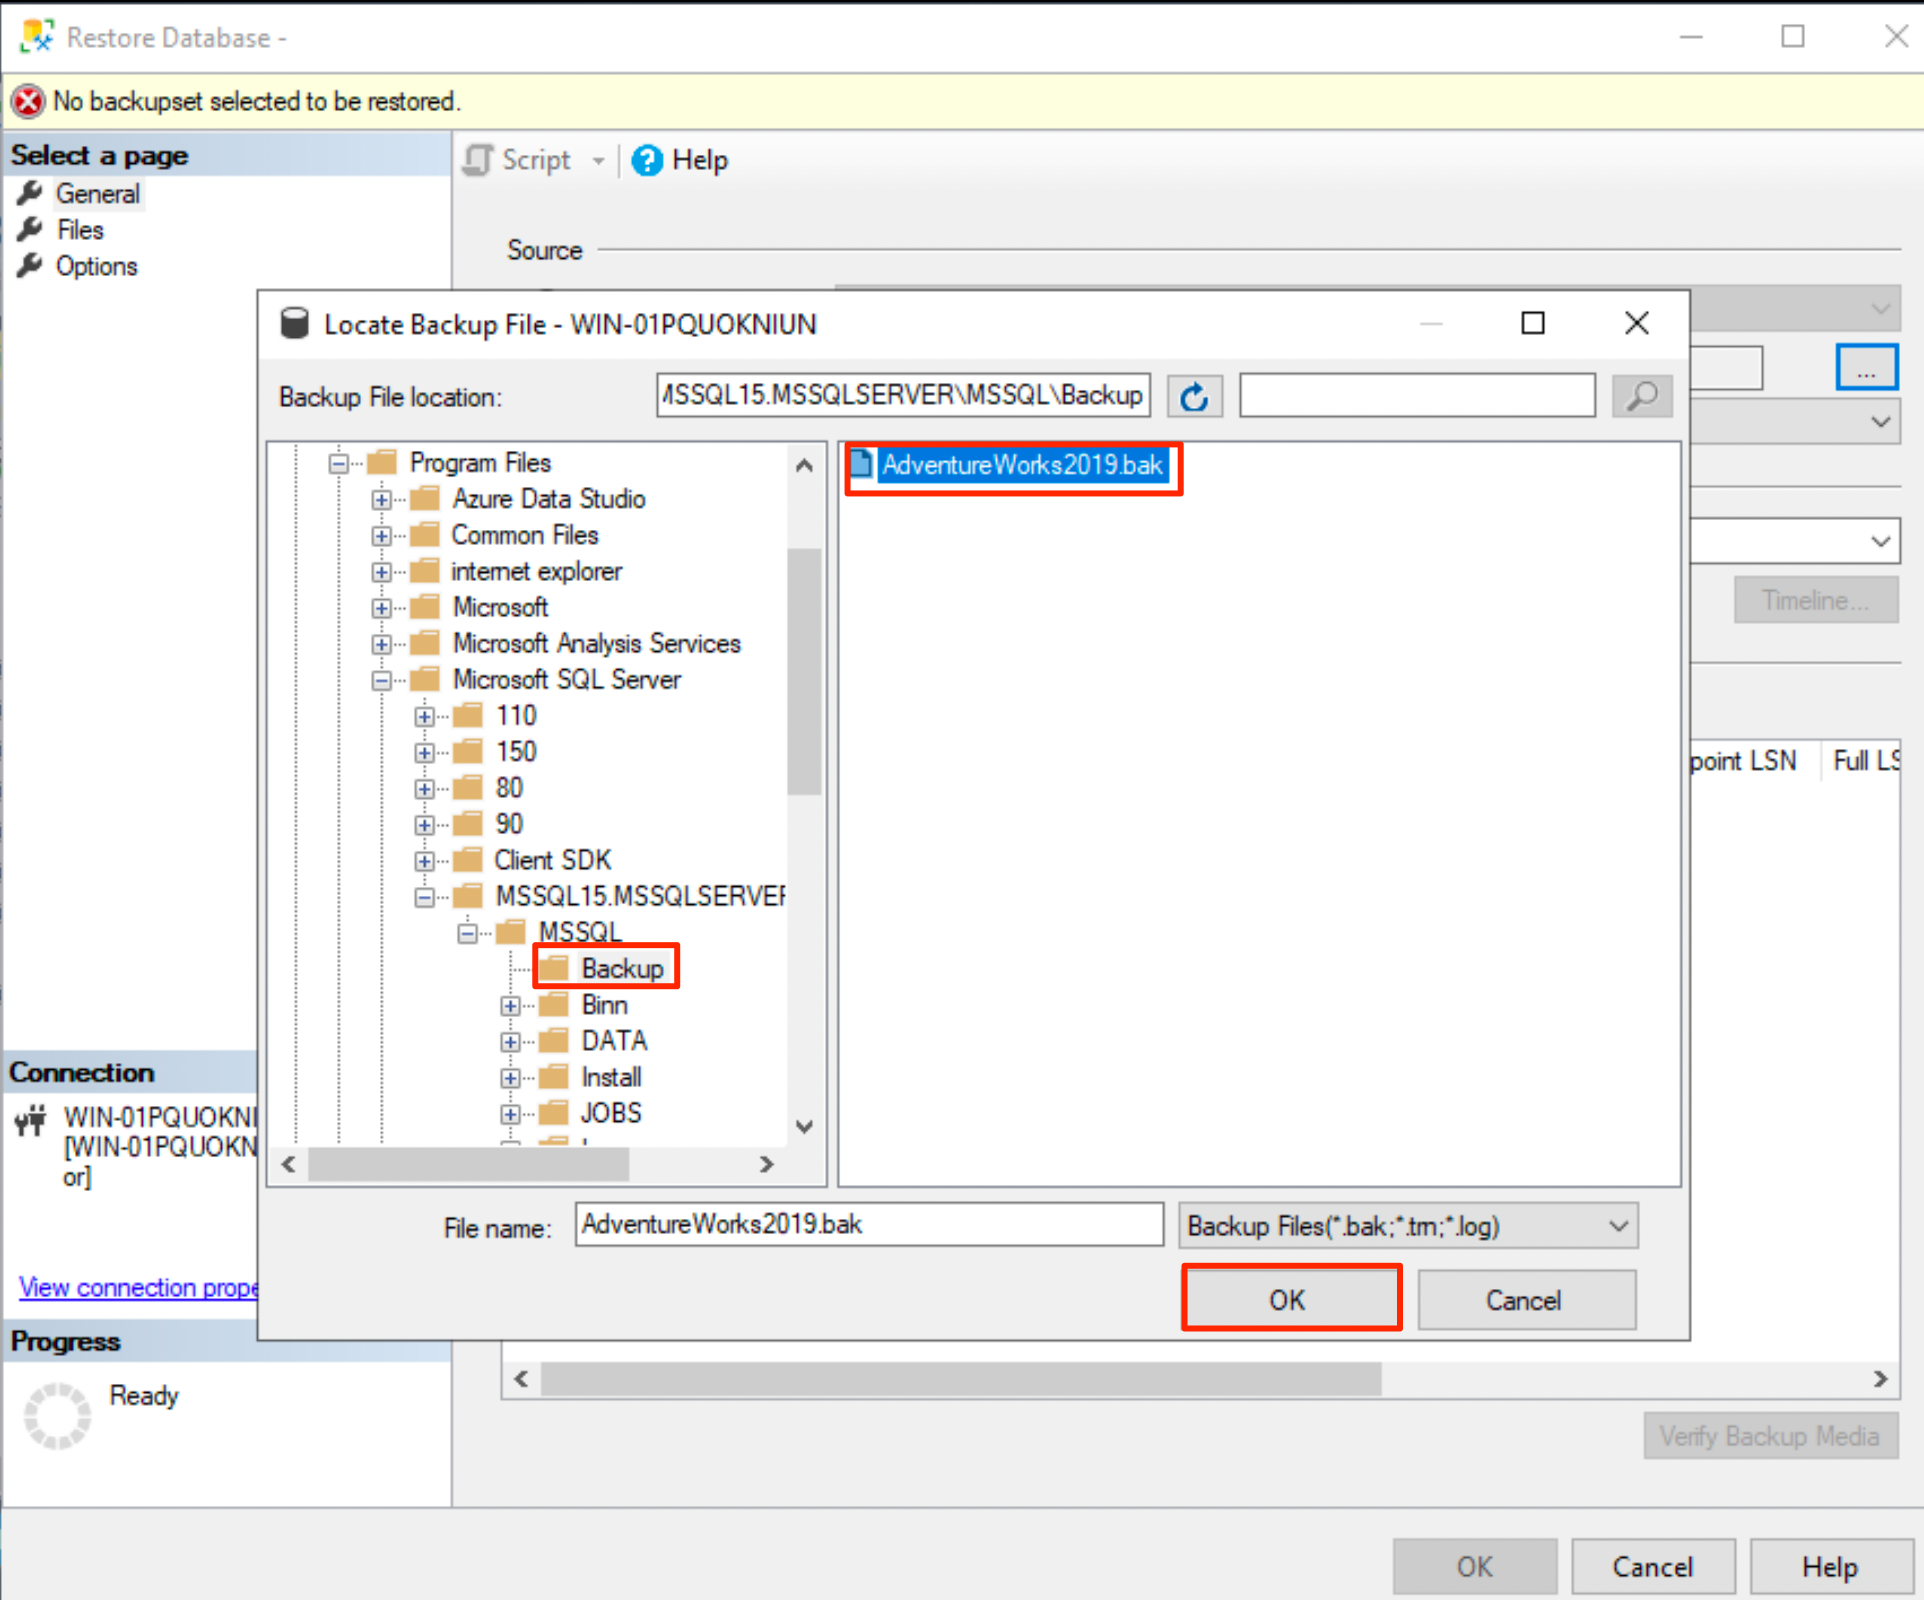 Restore Database -
No backupset selected to be restored.
Select a page
General
Files
Options
Script
Help
Source
Locate Backup File - WIN-01PQUOKNIUN
Backup File location:
MSSQL15.MSSQLSERVER\MSSQL\Backup
...
Program Files
Azure Data Studio
Common Files
internet explorer
Microsoft
Microsoft Analysis Services
Microsoft SQL Server
110
150
80
90
Client SDK
MSSQL15.MSSQLSERVER
MSSQL
Backup
Binn
DATA
Install
JOBS
AdventureWorks2019.bak
Timeline...
point LSN
Full LS
Connection
WIN-01PQUOKNI
[WIN-01PQUOKN
or]
View connection prope
File name:
AdventureWorks2019.bak
Backup Files(*.bak;*.trn;*.log)
OK
Cancel
Progress
Ready
Verify Backup Media
OK
Cancel
Help